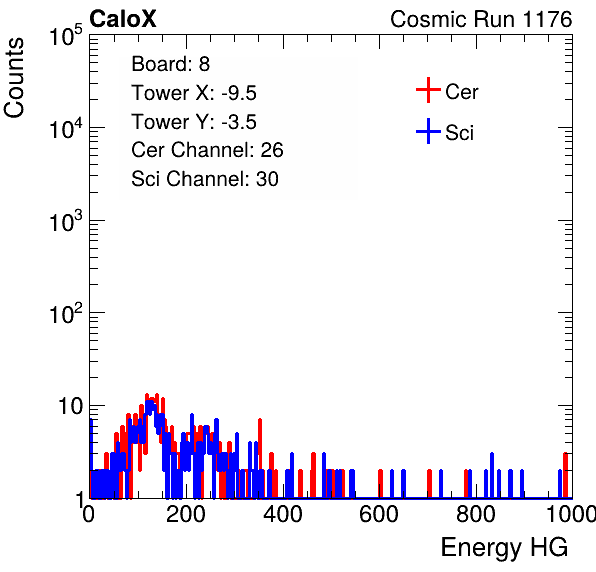 CaloX Cosmic Run 1176
Counts
Board: 8
Tower X: -9.5
Tower Y: -3.5
Cer Channel: 26
Sci Channel: 30
Cer
Sci
10^5
10^4
10^3
10^2
10
1
0 200 400 600 800 1000
Energy HG